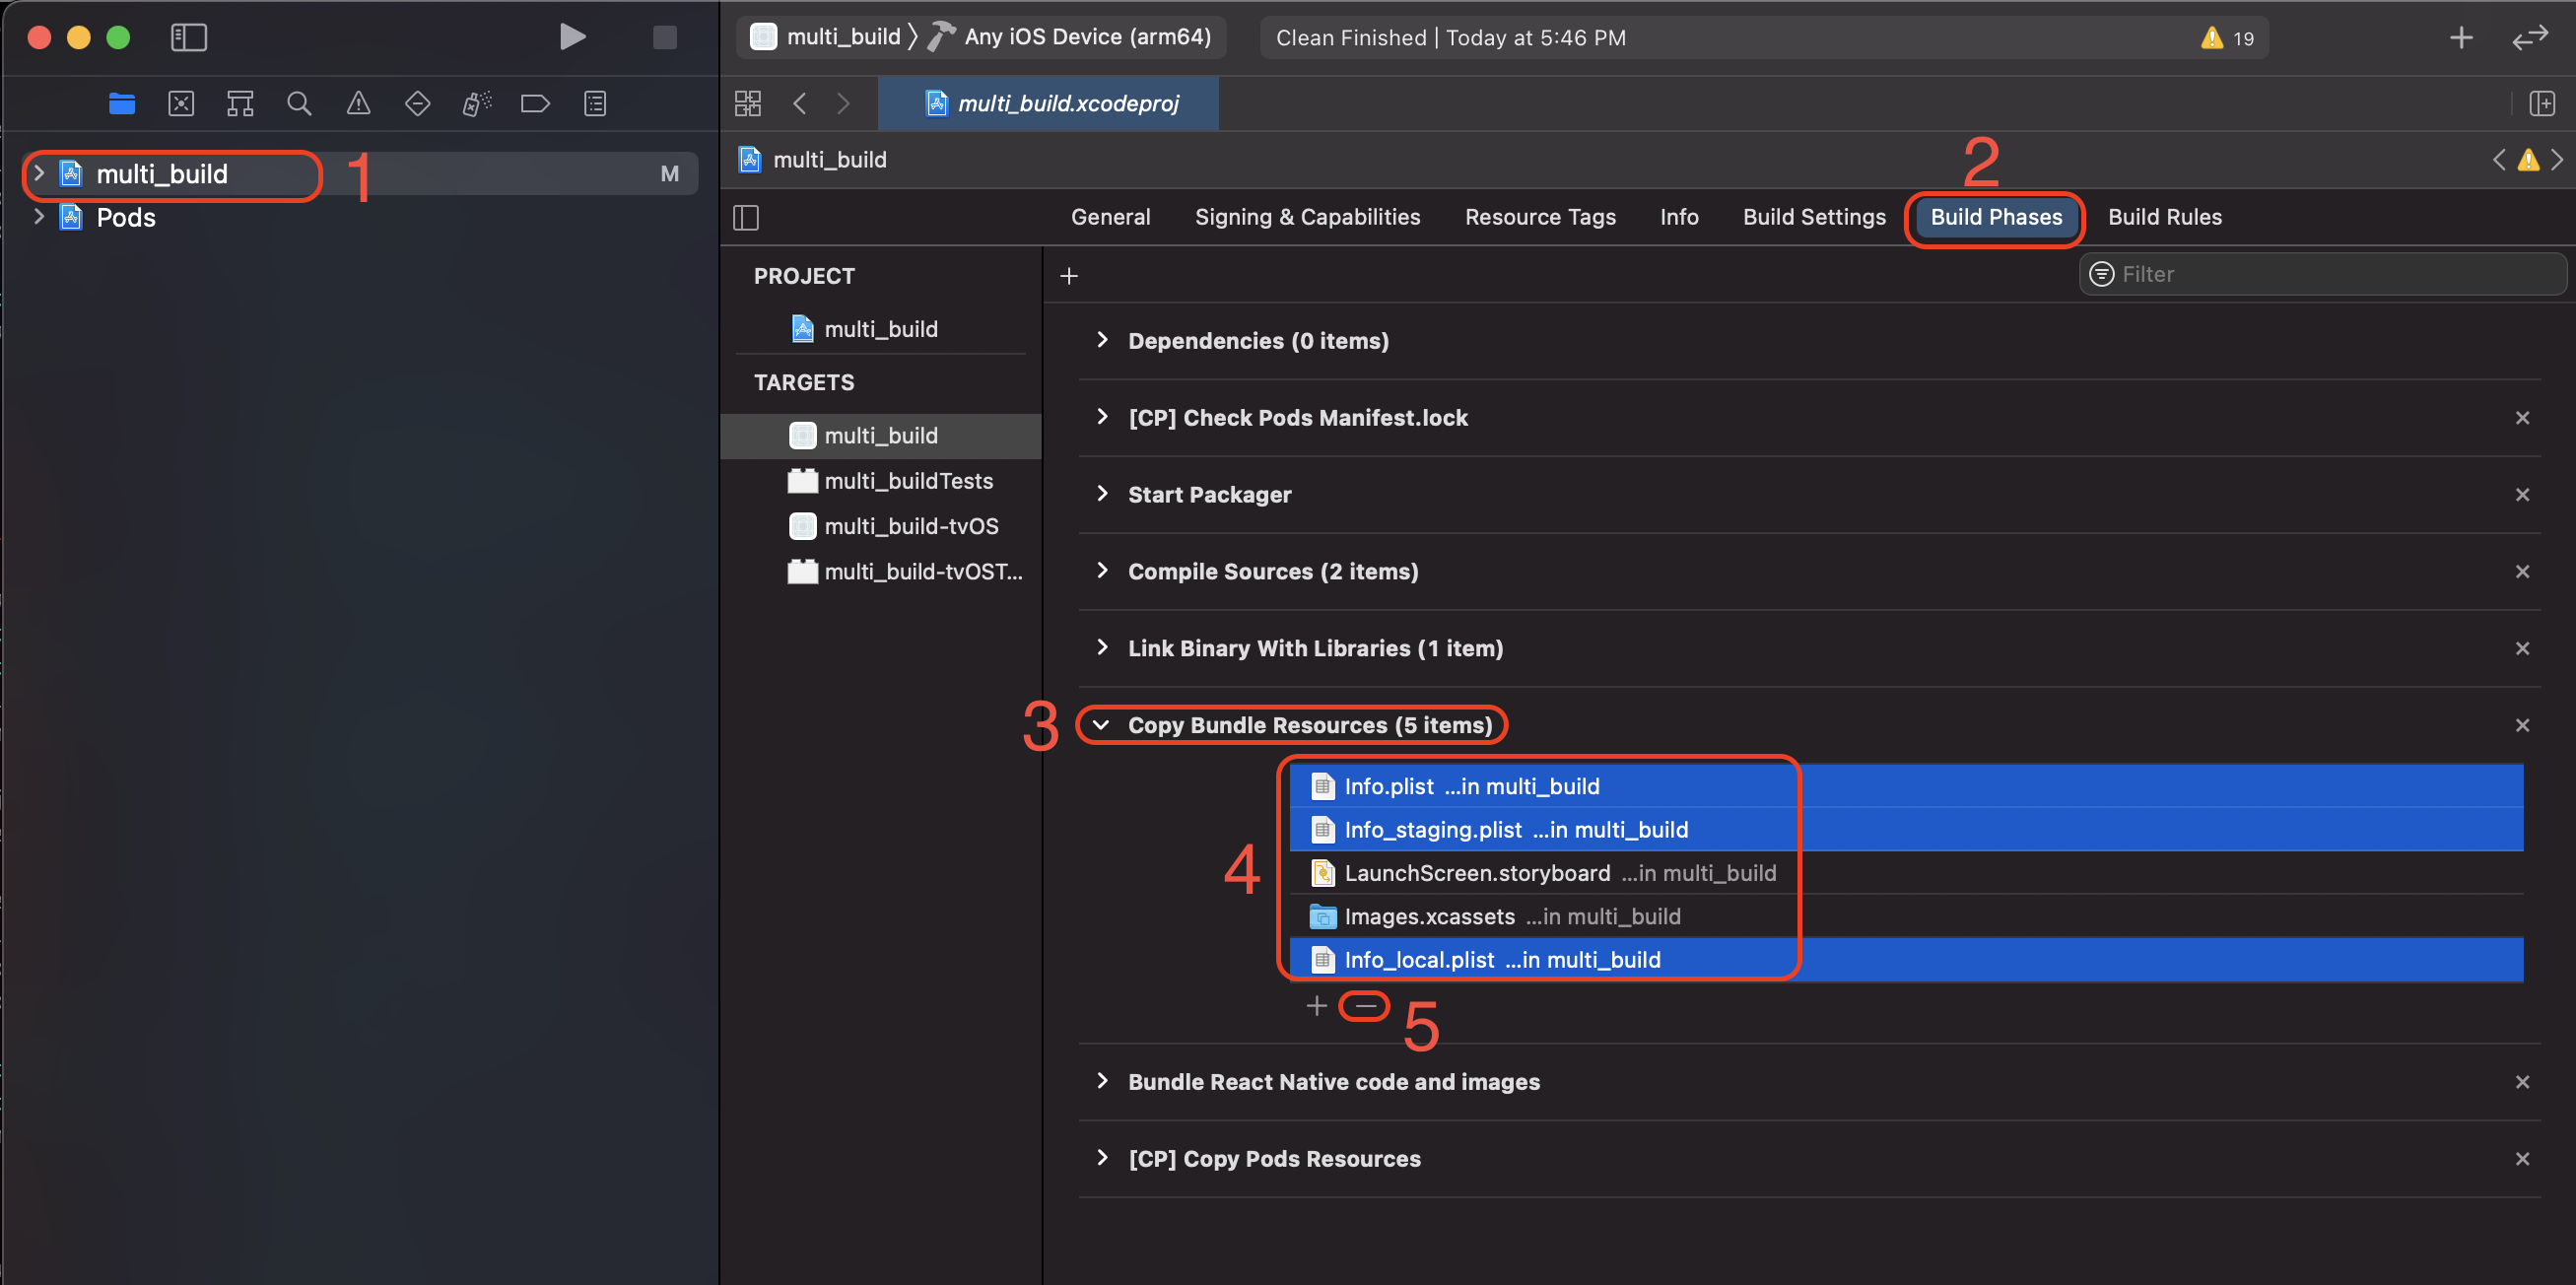 multi_build
Any iOS Device (arm64)
Clean Finished | Today at 5:46 PM
19
multi_build.xcodeproj
multi_build
M
1
Pods
multi_build
2
General
Signing & Capabilities
Resource Tags
Info
Build Settings
Build Phases
Build Rules
PROJECT
multi_build
TARGETS
multi_build
multi_buildTests
multi_build-tvOS
multi_build-tvOST...
Filter
Dependencies (0 items)
[CP] Check Pods Manifest.lock
Start Packager
Compile Sources (2 items)
Link Binary With Libraries (1 item)
3
Copy Bundle Resources (5 items)
4
Info.plist ...in multi_build
Info_staging.plist ...in multi_build
LaunchScreen.storyboard ...in multi_build
Images.xcassets ...in multi_build
Info_local.plist ...in multi_build
5
Bundle React Native code and images
[CP] Copy Pods Resources